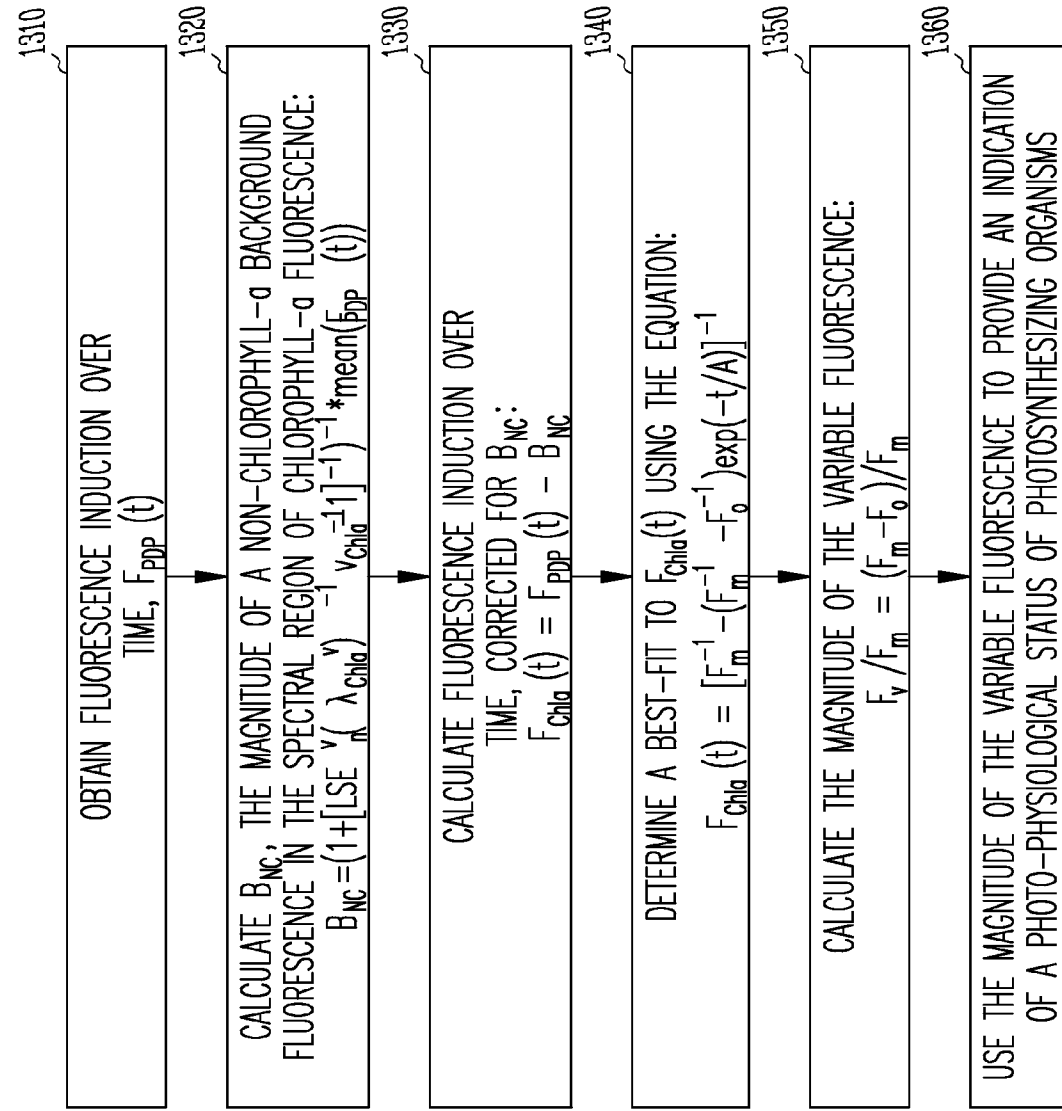 1310
OBTAIN FLUORESCENCE INDUCTION OVER
TIME, F_PDP (t)
1320
CALCULATE B_NC, THE MAGNITUDE OF A NON-CHLOROPHYLL-a BACKGROUND
FLUORESCENCE IN THE SPECTRAL REGION OF CHLOROPHYLL-a FLUORESCENCE:
B_NC=(1+[LSE ^v_n( λ_Chla^v)^-1 v_Chla^-1 1]^-1)^-1*mean(F_PDP (t))
1330
CALCULATE FLUORESCENCE INDUCTION OVER
TIME, CORRECTED FOR B_NC:
F_Chla (t) = F_PDP (t) - B_NC
1340
DETERMINE A BEST-FIT TO F_Chla(t) USING THE EQUATION:
F_Chla (t) = [F_m^-1-(F_m^-1 -F_o^-1)exp(-t/A)]^-1
1350
CALCULATE THE MAGNITUDE OF THE VARIABLE FLUORESCENCE:
F_v/F_m = (F_m-F_o)/F_m
1360
USE THE MAGNITUDE OF THE VARIABLE FLUORESCENCE TO PROVIDE AN INDICATION
OF A PHOTO-PHYSIOLOGICAL STATUS OF PHOTOSYNTHESIZING ORGANISMS